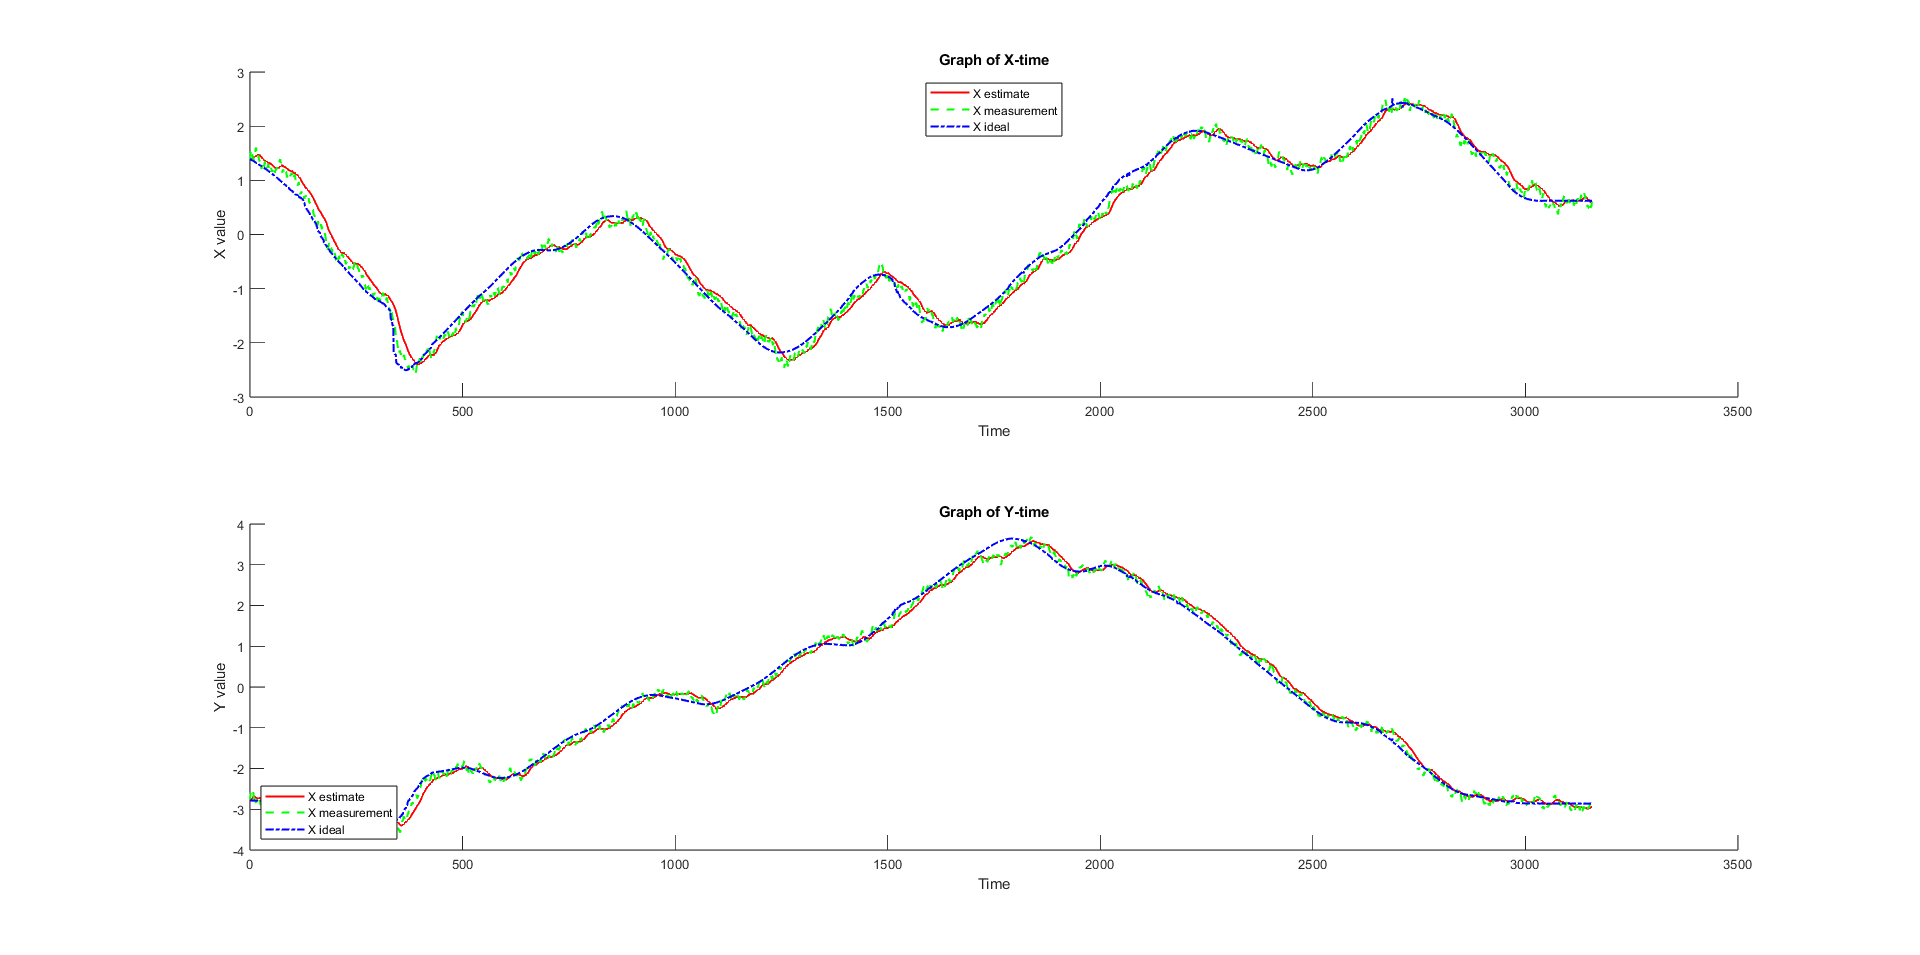 Graph of X-time
X estimate
X measurement
X ideal
3
2
1
0
-1
-2
-3
X value
0 500 1000 1500 2000 2500 3000 3500
Time
Graph of Y-time
4
3
2
1
0
-1
-2
-3
-4
Y value
X estimate
X measurement
X ideal
0 500 1000 1500 2000 2500 3000 3500
Time